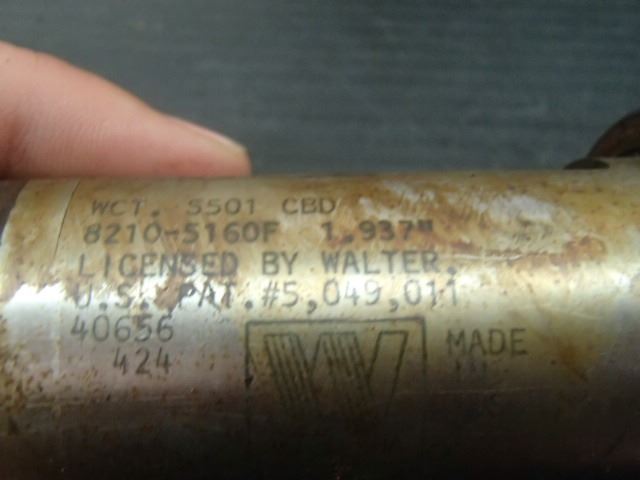 WCT. 5501 CBD
8210-5160F 1.937"
LICENSED BY WALTER.
U.S. PAT.#5,049,011
40656
424
W
MADE